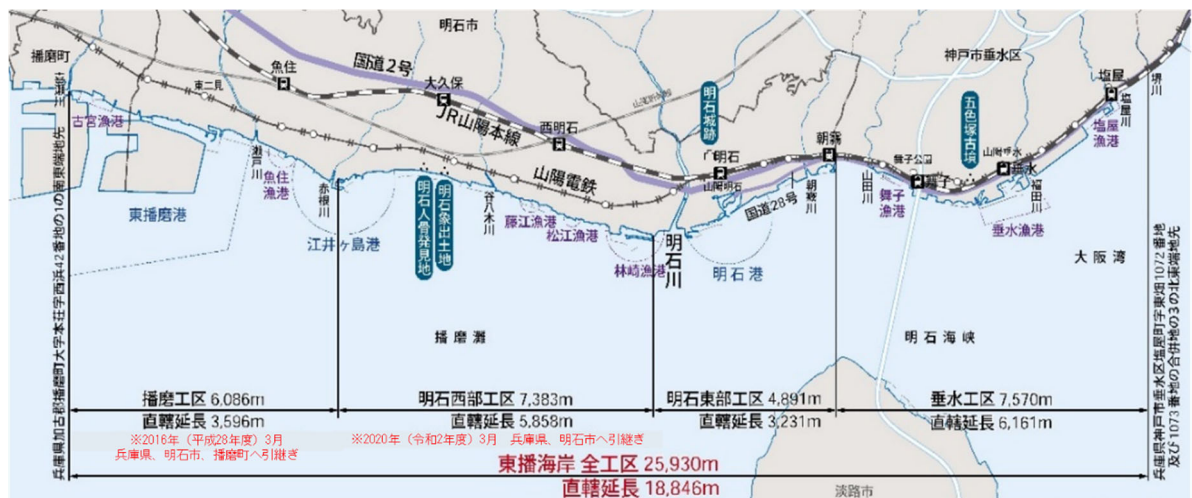 播磨町
明石市
神戸市垂水区
魚住
国道2号
大久保
東二見
JR山陽本線
西明石
山陽電鉄
明石城跡
明石
山陽明石
朝霧
舞子公園
五色塚古墳
山陽垂水
垂水
塩屋
塩屋川
堺川
塩屋漁港
古宮漁港
瀬戸川
魚住漁港
赤根川
東播磨港
江井ヶ島港
明石人骨発見地
明石象出土地
谷八木川
藤江漁港
松江漁港
林崎漁港
明石川
明石港
国道28号
朝霧川
山田川
舞子漁港
舞子
福田川
垂水漁港
大阪湾
播磨灘
明石海峡
兵庫県加古郡播磨町大字本荘字西浜42番地の1の南東端地先
兵庫県神戸市垂水区塩屋町字東畑1072番地
及び1073番地の合併地の3の北東端地先
播磨工区 6,086m
直轄延長 3,596m
明石西部工区 7,383m
直轄延長 5,858m
明石東部工区 4,891m
直轄延長 3,231m
垂水工区 7,570m
直轄延長 6,161m
※2016年（平成28年度）3月
兵庫県、明石市、播磨町へ引継ぎ
※2020年（令和2年度）3月　兵庫県、明石市へ引継ぎ
東播海岸 全工区 25,930m
直轄延長 18,846m
淡路市